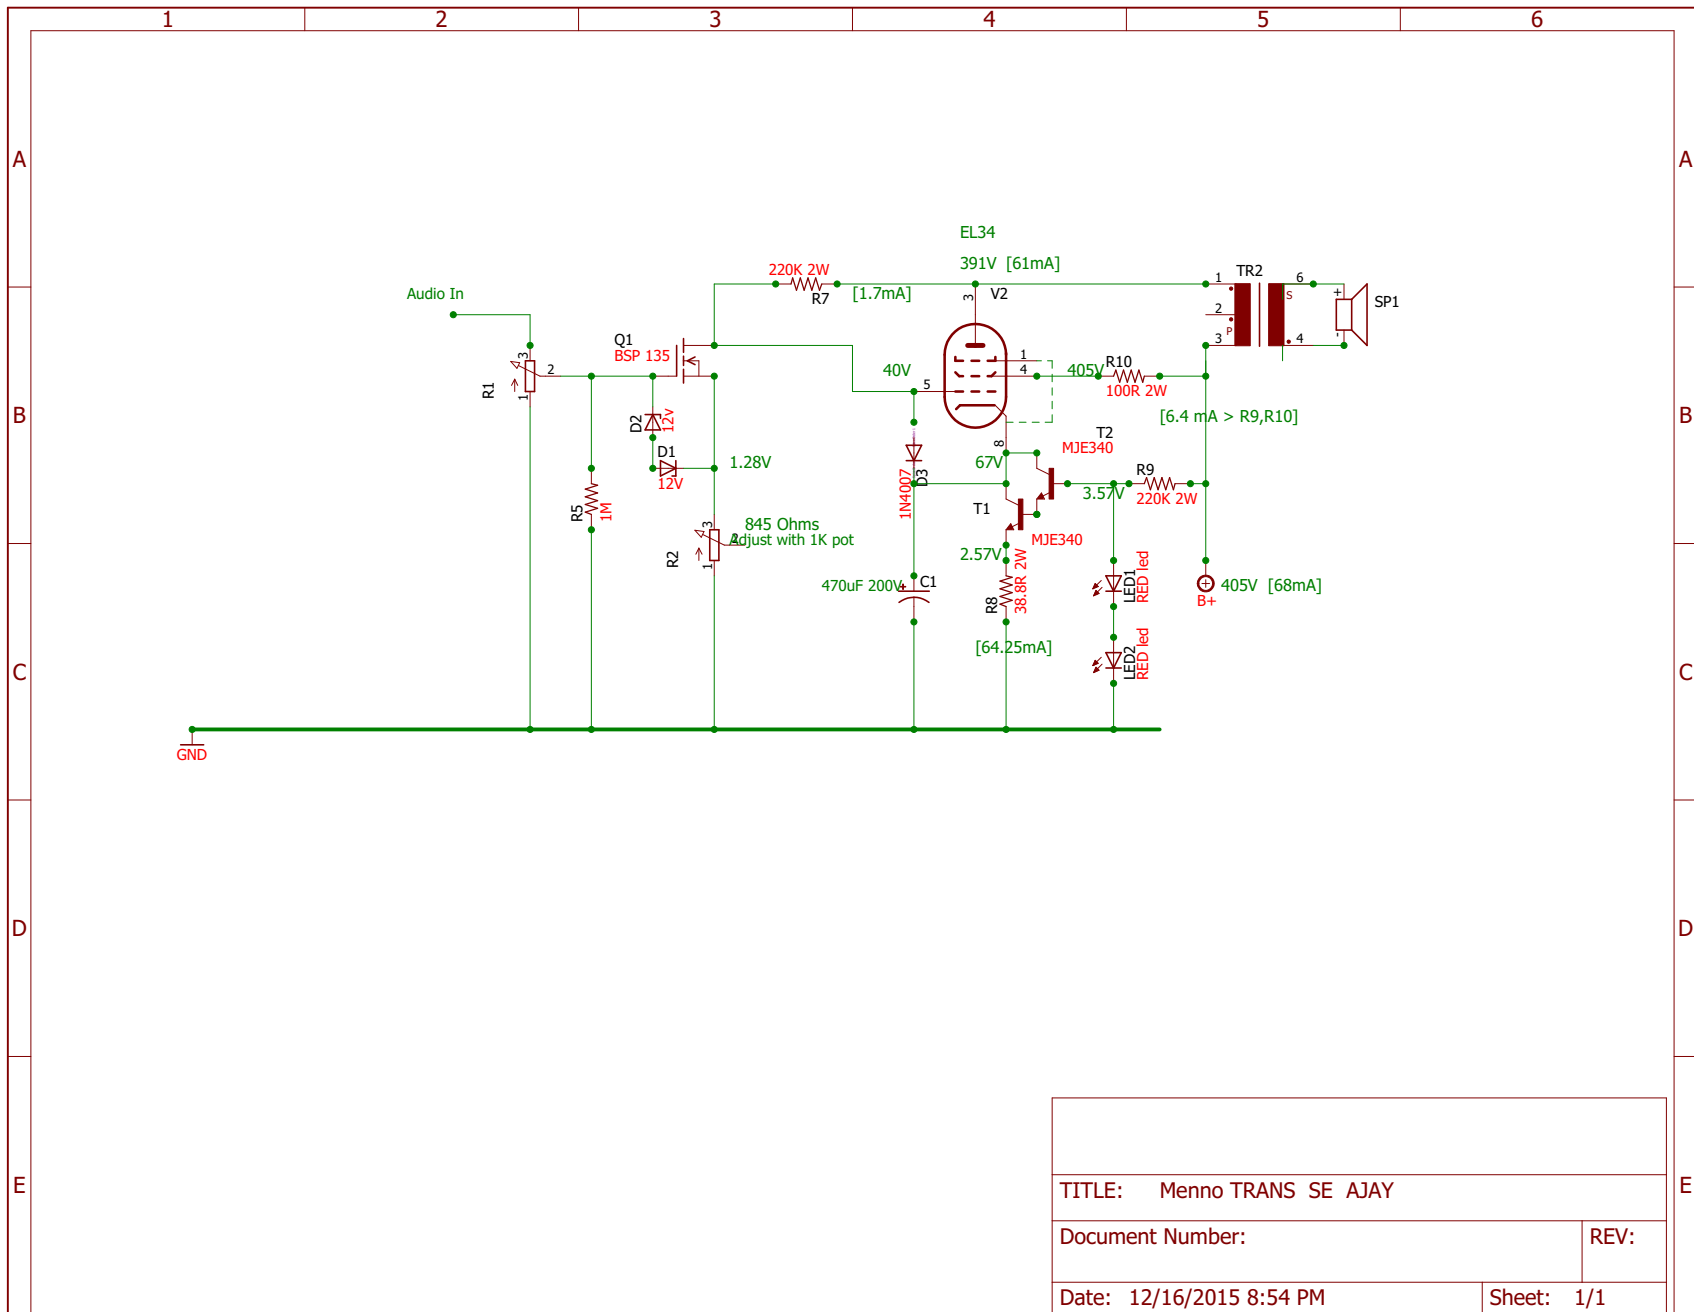 1 2 3 4 5 6
A A
EL34
391V [61mA]
220K 2W
R7
[1.7mA]
3
V2
1
TR2
6
S
2
P
3
4
+
-
SP1
Audio In
Q1
BSP 135
3
2
R1
1
B B
40V
5
1
4
405V
R10
100R 2W
[6.4 mA > R9,R10]
D2
12v
D1
12V
1.28V
8
67V
T2
MJE340
1N4007
D3
3.57V
R9
220K 2W
R5
1M
T1
MJE340
3
845 Ohms
2
Adjust with 1K pot
R2
1
2.57V
38.8R 2W
R8
470uF 200V
+
C1
LED1
RED led
B+
405V [68mA]
[64.25mA]
LED2
RED led
C C
GND
D D
E E
TITLE: Menno TRANS SE AJAY
Document Number:
REV:
Date: 12/16/2015 8:54 PM
Sheet: 1/1